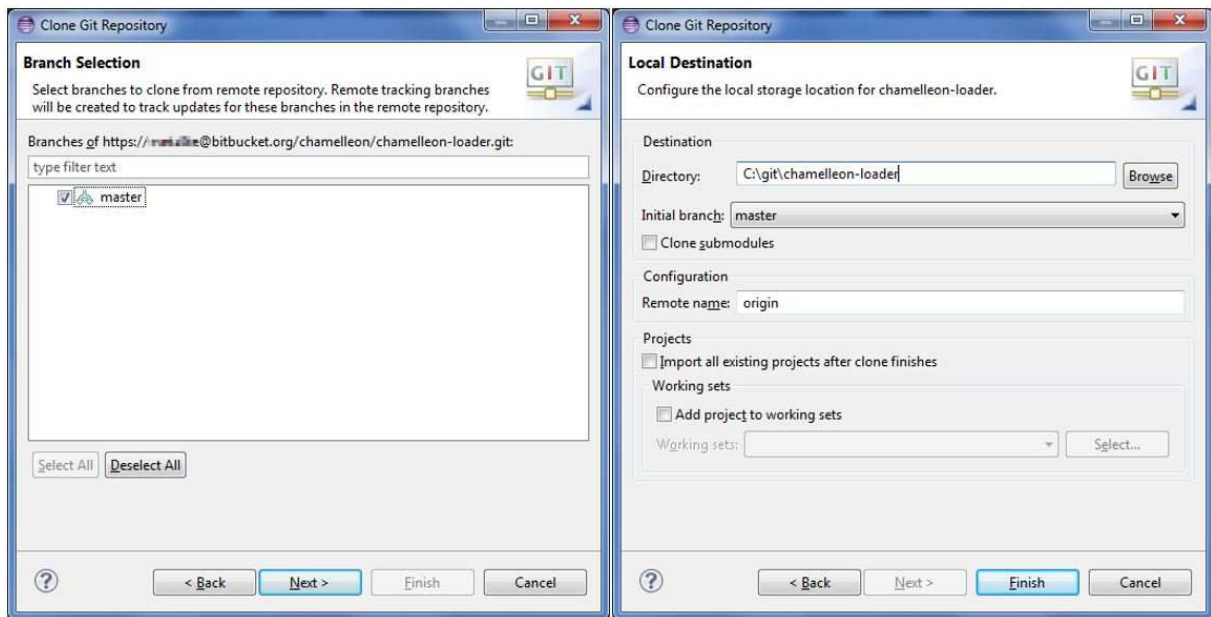 Clone Git Repository
Branch Selection
Select branches to clone from remote repository. Remote tracking branches
will be created to track updates for these branches in the remote repository.
GIT
Branches of https://@bitbucket.org/chamelleon/chamelleon-loader.git:
type filter text
master
Select All
Deselect All
< Back
Next >
Finish
Cancel
Clone Git Repository
Local Destination
Configure the local storage location for chamelleon-loader.
GIT
Destination
Directory: C:\git\chamelleon-loader Browse
Initial branch: master
Clone submodules
Configuration
Remote name: origin
Projects
Import all existing projects after clone finishes
Working sets
Add project to working sets
Working sets: Select...
< Back
Next >
Finish
Cancel